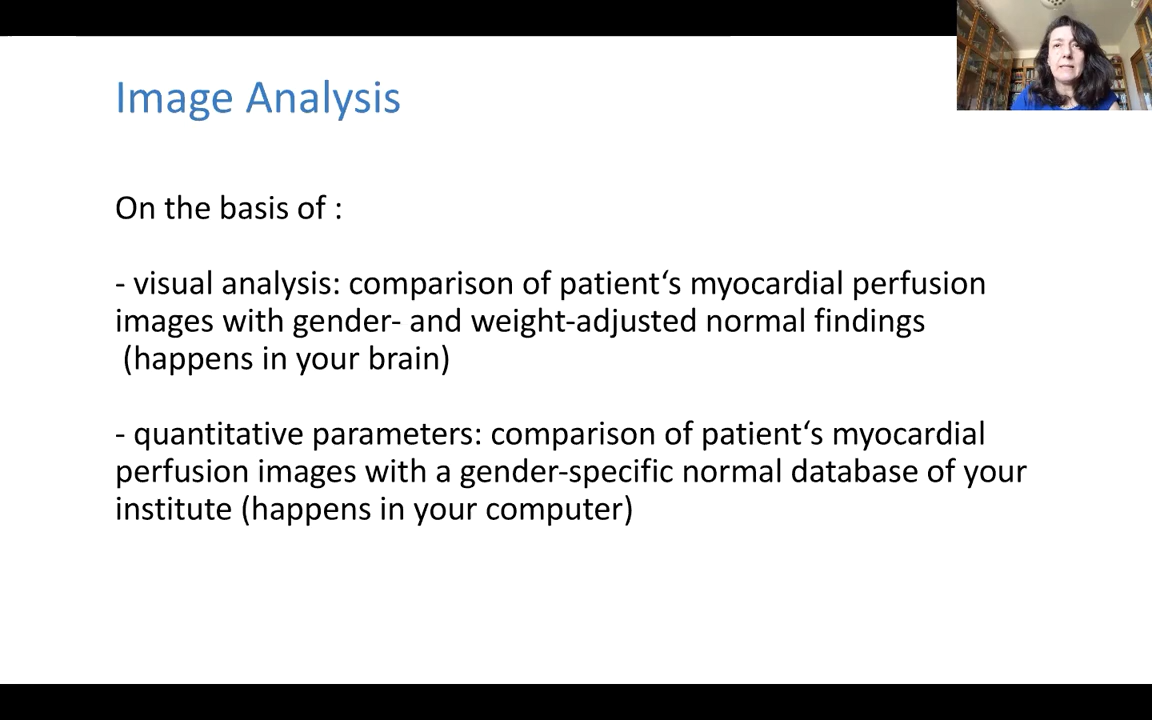 Image Analysis
On the basis of :
- visual analysis: comparison of patient‘s myocardial perfusion
images with gender- and weight-adjusted normal findings
(happens in your brain)
- quantitative parameters: comparison of patient‘s myocardial
perfusion images with a gender-specific normal database of your
institute (happens in your computer)